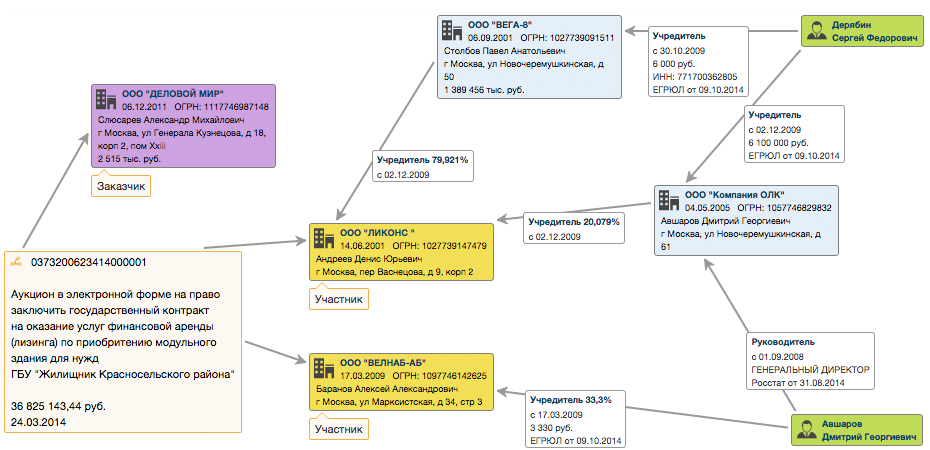 ООО "ВЕГА-8"
06.09.2001 ОГРН: 1027739091511
Столбов Павел Анатольевич
г Москва, ул Новочеремушкинская, д
50
1 389 456 тыс. руб.
Учредитель
с 30.10.2009
6 000 руб.
ИНН: 771700362805
ЕГРЮЛ от 09.10.2014
Дерябин
Сергей Федорович
ООО "ДЕЛОВОЙ МИР"
06.12.2011 ОГРН: 1117746987148
Слюсарев Александр Михайлович
г Москва, ул Генерала Кузнецова, д 18,
корп 2, пом Xxiii
2 515 тыс. руб.
Заказчик
Учредитель
с 02.12.2009
6 100 000 руб.
ЕГРЮЛ от 09.10.2014
Учредитель 79,921%
с 02.12.2009
ООО "Компания ОЛК"
04.05.2005 ОГРН: 1057746829832
Авшаров Дмитрий Георгиевич
г Москва, ул Новочеремушкинская, д
61
Учредитель 20,079%
с 02.12.2009
ООО "ЛИКОНС "
14.06.2001 ОГРН: 1027739147479
Андреев Денис Юрьевич
г Москва, пер Васнецова, д 9, корп 2
Участник
0373200623414000001
Аукцион в электронной форме на право
заключить государственный контракт
на оказание услуг финансовой аренды
(лизинга) по приобритению модульного
здания для нужд
ГБУ "Жилищник Красносельского района"
36 825 143,44 руб.
24.03.2014
ООО "ВЕЛНАБ-АБ"
17.03.2009 ОГРН: 1097746142625
Баранов Алексей Александрович
г Москва, ул Марксистская, д 34, стр 3
Участник
Руководитель
с 01.09.2008
ГЕНЕРАЛЬНЫЙ ДИРЕКТОР
Росстат от 31.08.2014
Учредитель 33,3%
с 17.03.2009
3 330 руб.
ЕГРЮЛ от 09.10.2014
Авшаров
Дмитрий Георгиевич